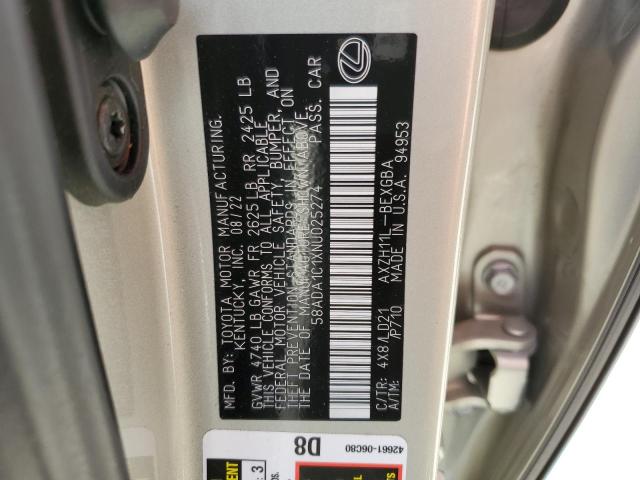 MFD. BY: TOYOTA MOTOR MANUFACTURING.
KENTUCKY, INC. 08/22
GVWR 4740 LB GAWR FR 2625 LB RR 2425 LB
THIS VEHICLE CONFORMS TO ALL APPLICABLE
FEDERAL MOTOR VEHICLE SAFETY, BUMPER, AND
THEFT PREVENTION STANDARDS IN EFFECT ON
THE DATE OF MANUFACTURE SHOWN ABOVE.
58ADA1C1XNU025274 PASS. CAR
C/TR: 4X8/LD21 AXZH11L-BEXGBA
A/TM: /P710 MADE IN U.S.A. 94953
D8
42661-06C80
3